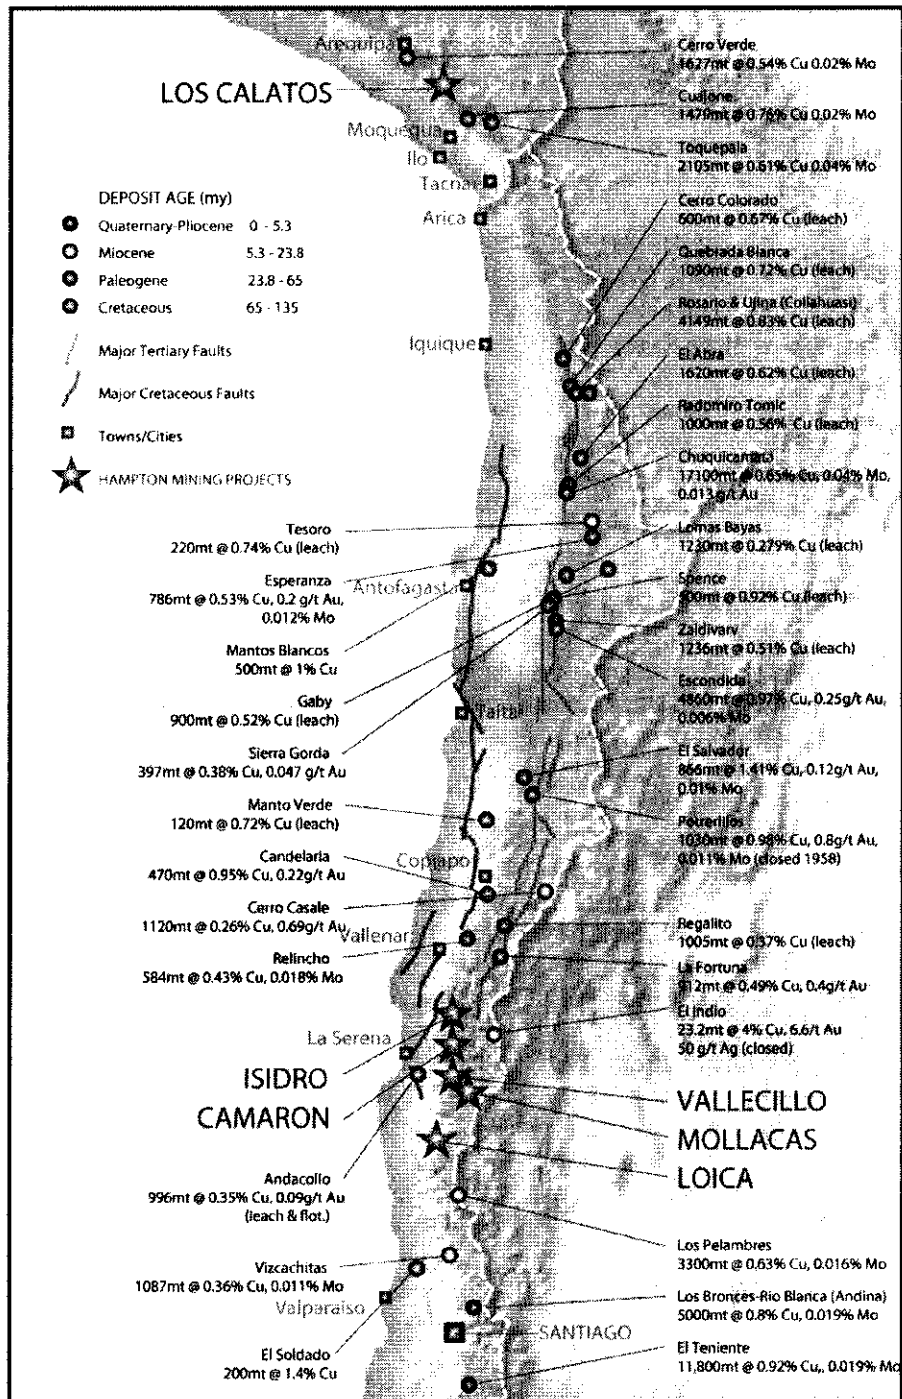 Arequipa
LOS CALATOS
Moquegua
Ilo
Tacna
Arica
DEPOSIT AGE (my)
Quaternary-Pliocene 0 - 5.3
Miocene 5.3 - 23.8
Paleogene 23.8 - 65
Cretaceous 65 - 135
Major Tertiary Faults
Major Cretaceous Faults
Towns/Cities
HAMPTON MINING PROJECTS
Iquique
Cerro Verde
1627mt @ 0.54% Cu 0.02% Mo
Cuajone
1479mt @ 0.76% Cu 0.02% Mo
Toquepala
2105mt @ 0.61% Cu 0.04% Mo
Cerro Colorado
600mt @ 0.67% Cu (leach)
Quebrada Blanca
1090mt @ 0.72% Cu (leach)
Rosario & Ujina (Collahuasi)
4149mt @ 0.83% Cu (leach)
El Abra
1620mt @ 0.62% Cu (leach)
Radomiro Tomic
1000mt @ 0.56% Cu (leach)
Chuquicamata
17100mt @ 0.65% Cu, 0.04% Mo,
0.013 g/t Au
Lomas Bayas
1230mt @ 0.279% Cu (leach)
Spence
@ 0.92% Cu (leach)
Zaldivarv
1236mt @ 0.51% Cu (leach)
Escondida
4860mt @ 0.97% Cu, 0.25g/t Au,
0.006% Mo
El Salvador
866mt @ 1.41% Cu, 0.12g/t Au,
0.01% Mo
Potrerillos
1030mt @ 0.98% Cu, 0.8g/t Au,
0.011% Mo (closed 1958)
Regalito
1005mt @ 0.37% Cu (leach)
La Fortuna
912mt @ 0.49% Cu, 0.4g/t Au
El Indio
23.2mt @ 4% Cu, 6.6/t Au
50 g/t Ag (closed)
VALLECILLO
MOLLACAS
LOICA
Los Pelambres
3300mt @ 0.63% Cu, 0.016% Mo
Los Bronces-Rio Blanca (Andina)
5000mt @ 0.8% Cu, 0.019% Mo
SANTIAGO
El Teniente
11,800mt @ 0.92% Cu,, 0.019% Mo
Tesoro
220mt @ 0.74% Cu (leach)
Esperanza
786mt @ 0.53% Cu, 0.2 g/t Au,
0.012% Mo
Antofagasta
Mantos Blancos
500mt @ 1% Cu
Gaby
900mt @ 0.52% Cu (leach)
Taltal
Sierra Gorda
397mt @ 0.38% Cu, 0.047 g/t Au
Manto Verde
120mt @ 0.72% Cu (leach)
Copiapo
Candelaria
470mt @ 0.95% Cu, 0.22g/t Au
Cerro Casale
1120mt @ 0.26% Cu, 0.69g/t Au
Vallenar
Relincho
584mt @ 0.43% Cu, 0.018% Mo
La Serena
ISIDRO
CAMARON
Andacollo
996mt @ 0.35% Cu, 0.09g/t Au
(leach & flot.)
Vizcachitas
1087mt @ 0.36% Cu, 0.011% Mo
Valparaiso
El Soldado
200mt @ 1.4% Cu